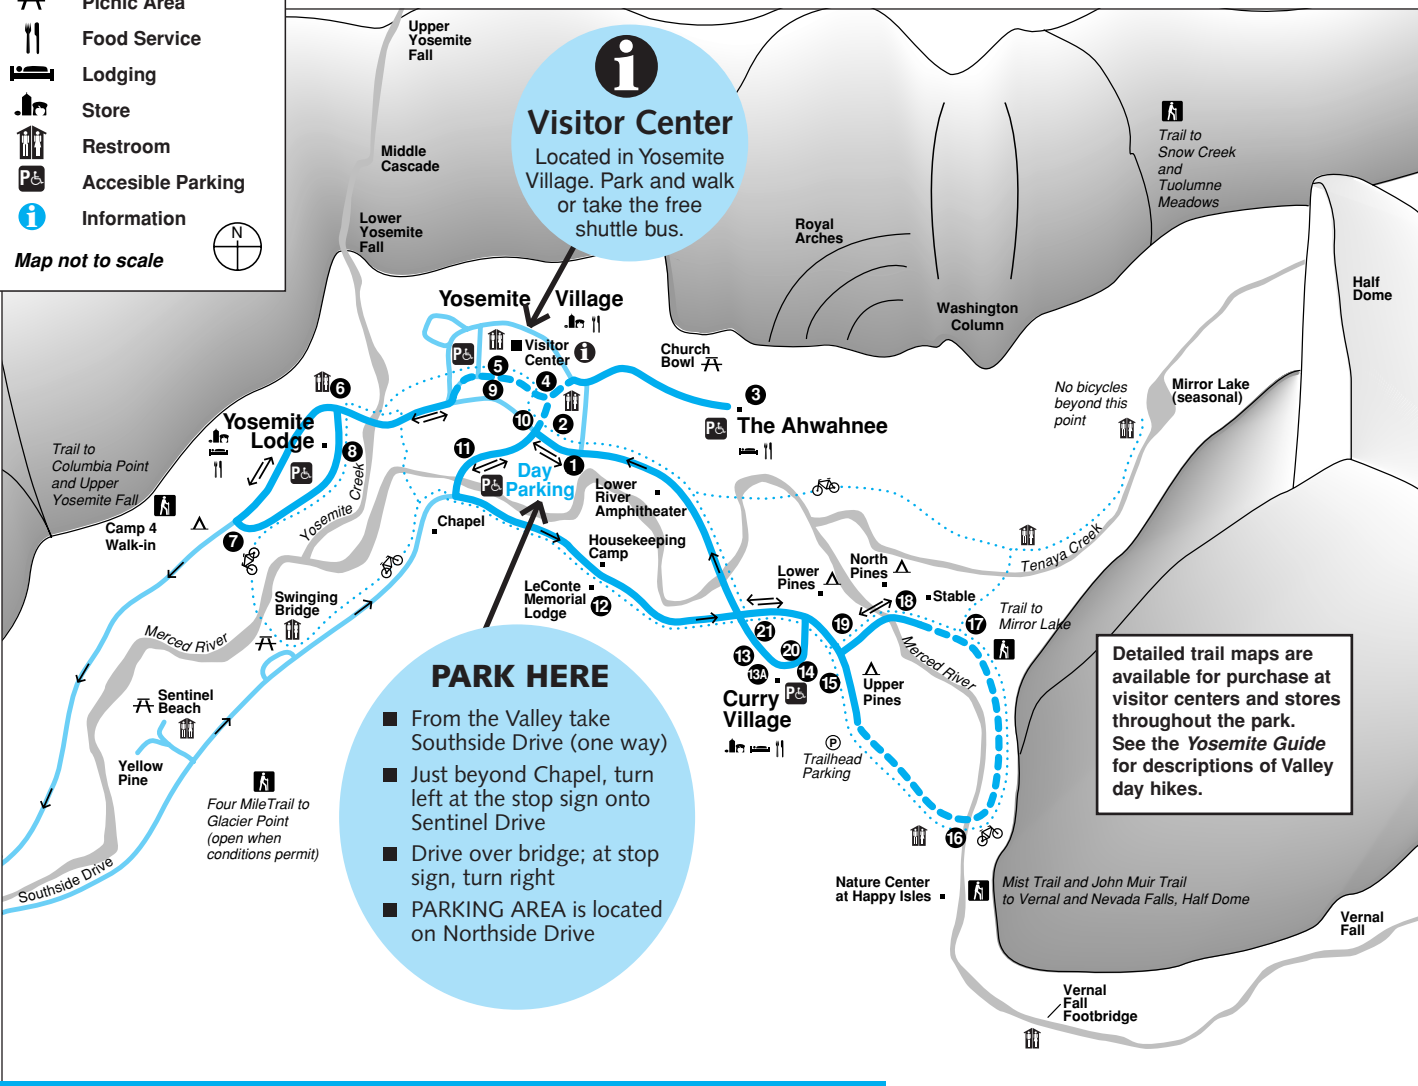 Picnic Area
Food Service
Lodging
Store
Restroom
P
Accesible Parking
i
Information
N
Map not to scale
Upper
Yosemite
Fall
Middle
Cascade
Lower
Yosemite
Fall
i
Visitor Center
Located in Yosemite
Village. Park and walk
or take the free
shuttle bus.
Trail to
Snow Creek
and
Tuolumne
Meadows
Royal
Arches
Washington
Column
Half
Dome
Yosemite Village
P
Visitor
Center
i
Church
Bowl
No bicycles
beyond this
point
Mirror Lake
(seasonal)
5
4
9
6
3
P
The Ahwahnee
10
2
Yosemite
Lodge
P
8
11
1
Trail to
Columbia Point
and Upper
Yosemite Fall
Camp 4
Walk-in
7
Yosemite Creek
P
Day
Parking
Lower
River
Amphitheater
Chapel
Housekeeping
Camp
LeConte
Memorial
Lodge
12
Lower
Pines
North
Pines
Tenaya Creek
18
Stable
Swinging
Bridge
Merced River
19
17
Trail to
Mirror Lake
21
13
20
13A
14
15
P
Curry
Village
Upper
Pines
Merced River
P
Trailhead
Parking
Detailed trail maps are
available for purchase at
visitor centers and stores
throughout the park.
See the Yosemite Guide
for descriptions of Valley
day hikes.
Sentinel
Beach
Yellow
Pine
Four MileTrail to
Glacier Point
(open when
conditions permit)
Southside Drive
PARK HERE
From the Valley take
Southside Drive (one way)
Just beyond Chapel, turn
left at the stop sign onto
Sentinel Drive
Drive over bridge; at stop
sign, turn right
PARKING AREA is located
on Northside Drive
16
Nature Center
at Happy Isles
Mist Trail and John Muir Trail
to Vernal and Nevada Falls, Half Dome
Vernal
Fall
Vernal
Fall
Footbridge